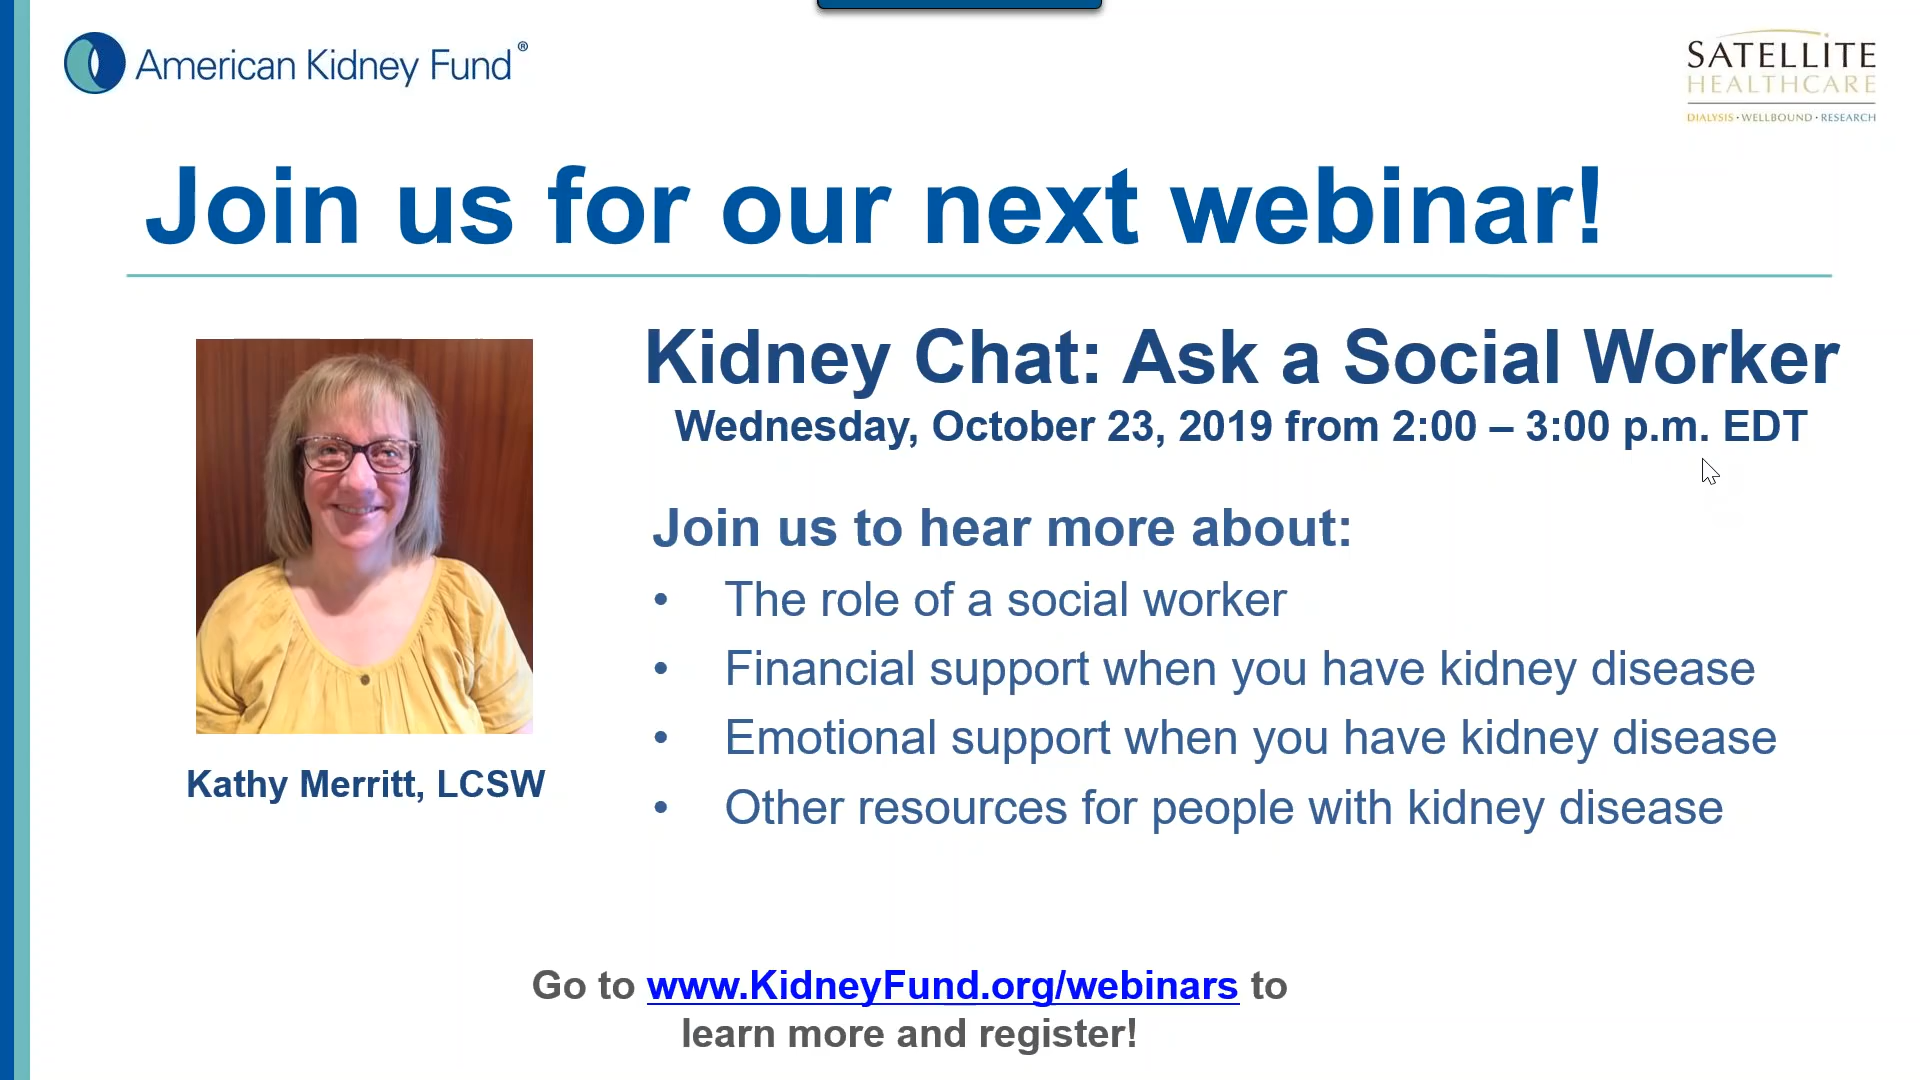 American Kidney Fund®
SATELLITE
HEALTHCARE
DIALYSIS · WELLBOUND · RESEARCH
Join us for our next webinar!
Kidney Chat: Ask a Social Worker
Wednesday, October 23, 2019 from 2:00 – 3:00 p.m. EDT
Join us to hear more about:
• The role of a social worker
• Financial support when you have kidney disease
• Emotional support when you have kidney disease
• Other resources for people with kidney disease
Kathy Merritt, LCSW
Go to www.KidneyFund.org/webinars to
learn more and register!